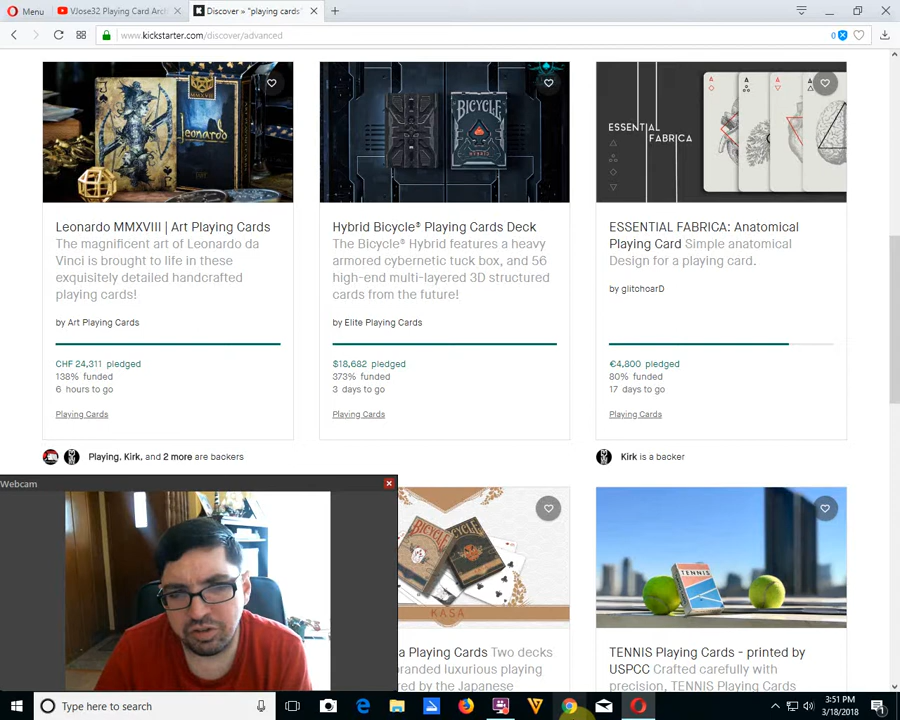 Menu
VJose32 Playing Card Arch
Discover » "playing cards"
www.kickstarter.com/discover/advanced
0
Leonardo
BICYCLE
HYBRID
ESSENTIAL
FABRICA
Leonardo MMXVIII | Art Playing Cards
The magnificent art of Leonardo da
Vinci is brought to life in these
exquisitely detailed handcrafted
playing cards!
by Art Playing Cards
CHF 24,311 pledged
138% funded
6 hours to go
Playing Cards
Playing, Kirk, and 2 more are backers
Hybrid Bicycle® Playing Cards Deck
The Bicycle® Hybrid features a heavy
armored cybernetic tuck box, and 56
high-end multi-layered 3D structured
cards from the future!
by Elite Playing Cards
$18,682 pledged
373% funded
3 days to go
Playing Cards
ESSENTIAL FABRICA: Anatomical
Playing Card Simple anatomical
Design for a playing card.
by glitchoarD
€4,800 pledged
80% funded
17 days to go
Playing Cards
Kirk is a backer
Webcam
BICYCLE
BICYCLE
KASA
a Playing Cards Two decks
branded luxurious playing
ed by the Japanese
TENNIS
TENNIS Playing Cards - printed by
USPCC Crafted carefully with
precision, TENNIS Playing Cards
Type here to search
3:51 PM
3/18/2018
1